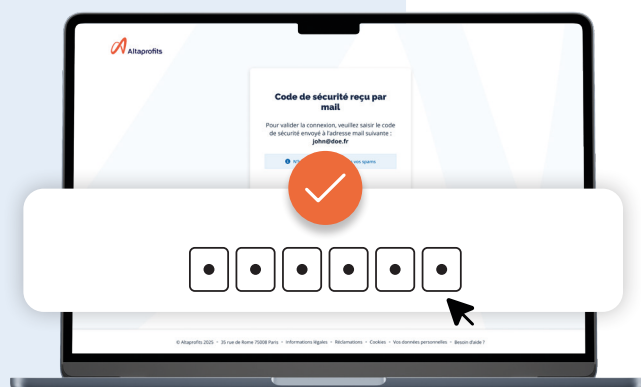 Altaprofits
Code de sécurité reçu par
mail
Pour valider la connexion, veuillez saisir le code
de sécurité envoyé à l'adresse mail suivante :
john@doe.fr
vos spams
© Altaprofits 2025 • 35 rue de Rome 75008 Paris • Informations légales • Réclamations • Cookies • Vos données personnelles • Besoin d'aide ?